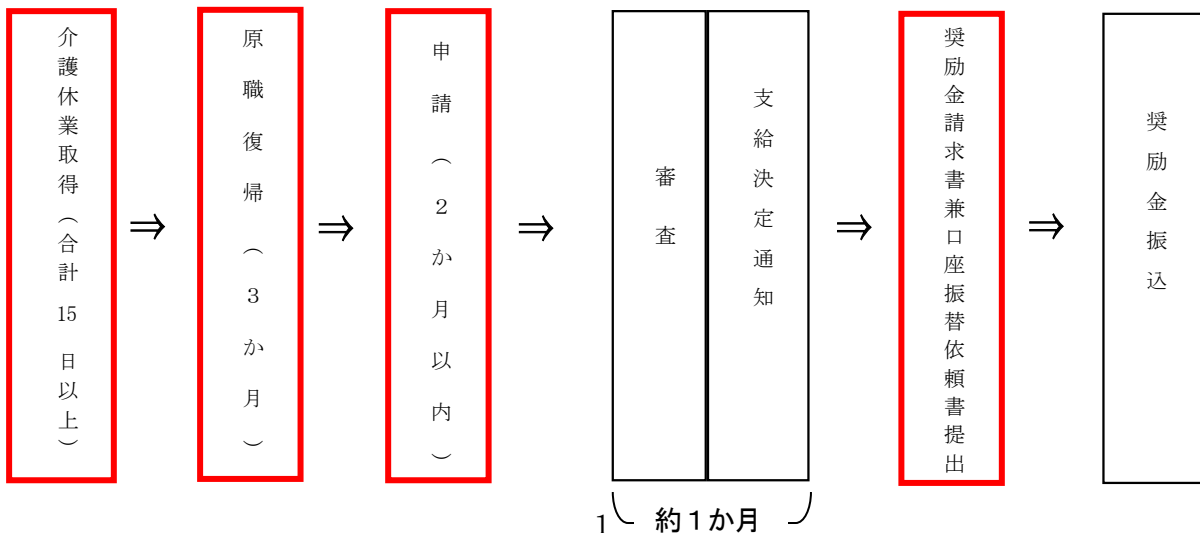 介護休業取得（合計 15 日以上）
⇒
原職復帰（３か月）
⇒
申請（２か月以内）
⇒
審査
支給決定通知
⇒
奨励金請求書兼口座振替依頼書提出
⇒
奨励金振込
約１か月
1